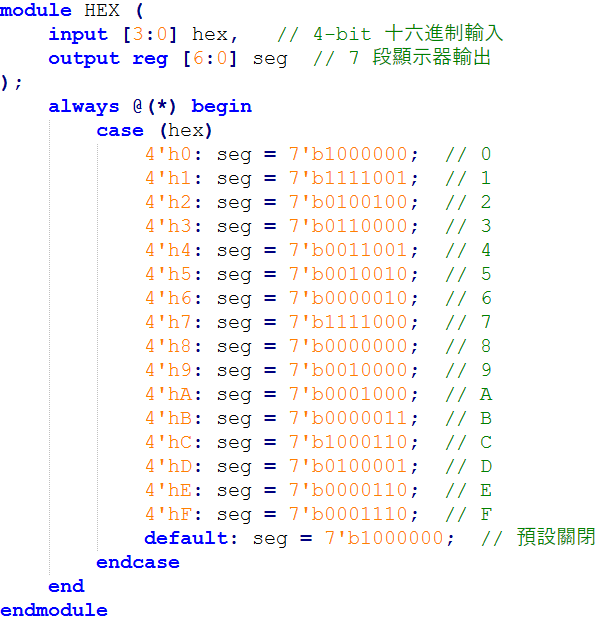 module HEX (
    input [3:0] hex,   // 4-bit 十六進制輸入
    output reg [6:0] seg  // 7 段顯示器輸出
);
    always @(*) begin
        case (hex)
            4'h0: seg = 7'b1000000;  // 0
            4'h1: seg = 7'b1111001;  // 1
            4'h2: seg = 7'b0100100;  // 2
            4'h3: seg = 7'b0110000;  // 3
            4'h4: seg = 7'b0011001;  // 4
            4'h5: seg = 7'b0010010;  // 5
            4'h6: seg = 7'b0000010;  // 6
            4'h7: seg = 7'b1111000;  // 7
            4'h8: seg = 7'b0000000;  // 8
            4'h9: seg = 7'b0010000;  // 9
            4'hA: seg = 7'b0001000;  // A
            4'hB: seg = 7'b0000011;  // B
            4'hC: seg = 7'b1000110;  // C
            4'hD: seg = 7'b0100001;  // D
            4'hE: seg = 7'b0000110;  // E
            4'hF: seg = 7'b0001110;  // F
            default: seg = 7'b1000000;  // 預設關閉
        endcase
    end
endmodule